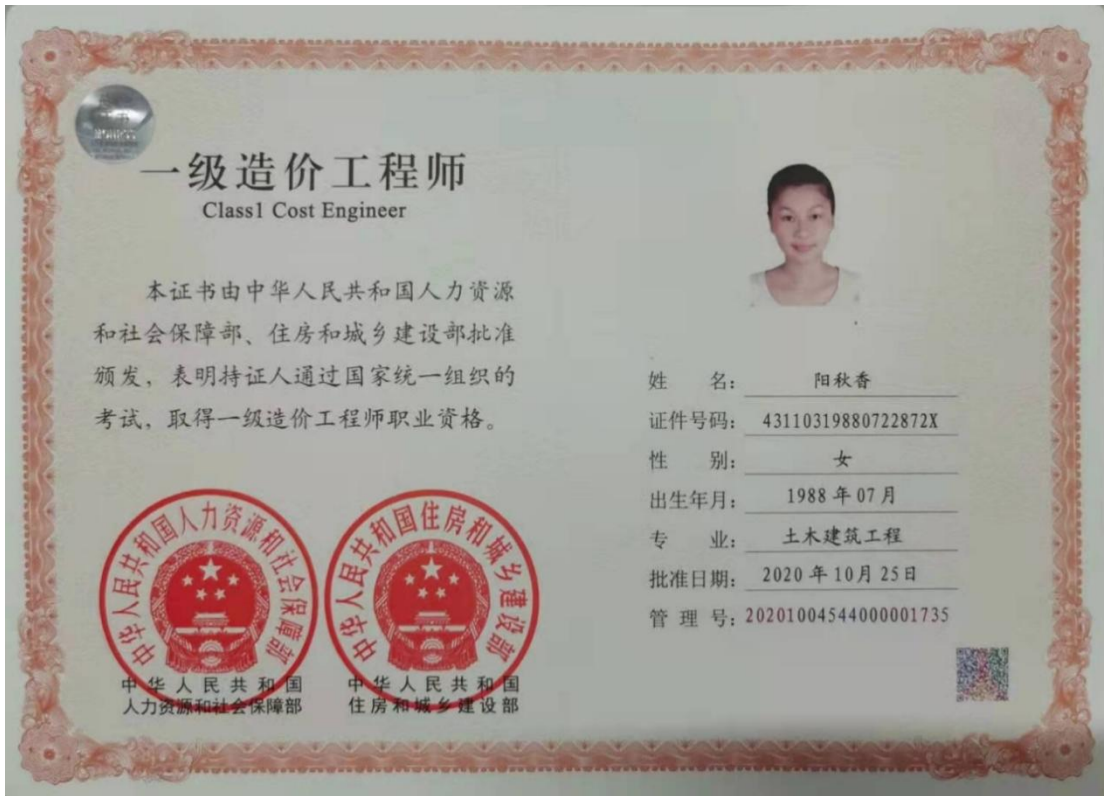 一级造价工程师
Class1 Cost Engineer
本证书由中华人民共和国人力资源
和社会保障部、住房和城乡建设部批准
颁发，表明持证人通过国家统一组织的
考试，取得一级造价工程师职业资格。
中华人民共和国人力资源和社会保障部
中华人民共和国住房和城乡建设部
中华人民共和国
人力资源和社会保障部
中华人民共和国
住房和城乡建设部
姓 名： 阳秋香
证件号码： 43110319880722872X
性 别： 女
出生年月： 1988 年 07 月
专 业： 土木建筑工程
批准日期： 2020 年 10 月 25 日
管 理 号： 20201004544000001735